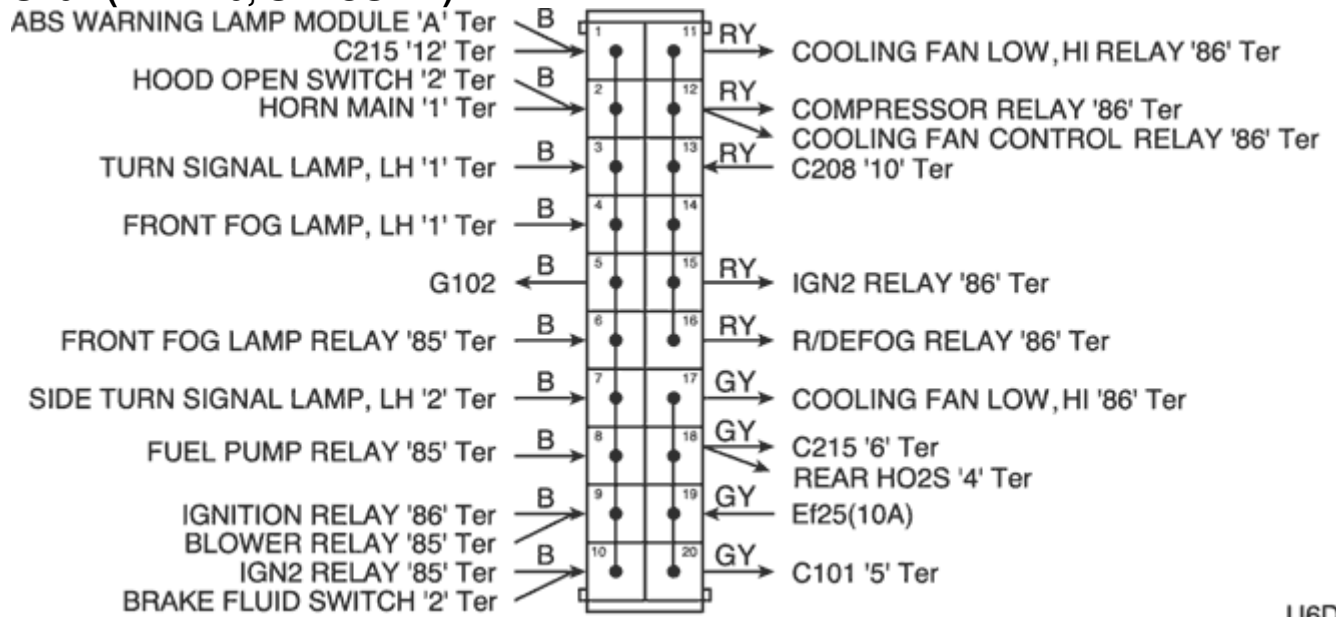 ABS WARNING LAMP MODULE 'A' Ter
B
C215 '12' Ter
HOOD OPEN SWITCH '2' Ter
B
HORN MAIN '1' Ter
TURN SIGNAL LAMP, LH '1' Ter
B
FRONT FOG LAMP, LH '1' Ter
B
G102
B
FRONT FOG LAMP RELAY '85' Ter
B
SIDE TURN SIGNAL LAMP, LH '2' Ter
B
FUEL PUMP RELAY '85' Ter
B
IGNITION RELAY '86' Ter
B
BLOWER RELAY '85' Ter
IGN2 RELAY '85' Ter
B
BRAKE FLUID SWITCH '2' Ter
1
2
3
4
5
6
7
8
9
10
11
12
13
14
15
16
17
18
19
20
RY
COOLING FAN LOW, HI RELAY '86' Ter
RY
COMPRESSOR RELAY '86' Ter
COOLING FAN CONTROL RELAY '86' Ter
RY
C208 '10' Ter
RY
IGN2 RELAY '86' Ter
RY
R/DEFOG RELAY '86' Ter
GY
COOLING FAN LOW, HI '86' Ter
GY
C215 '6' Ter
REAR HO2S '4' Ter
GY
Ef25(10A)
GY
C101 '5' Ter